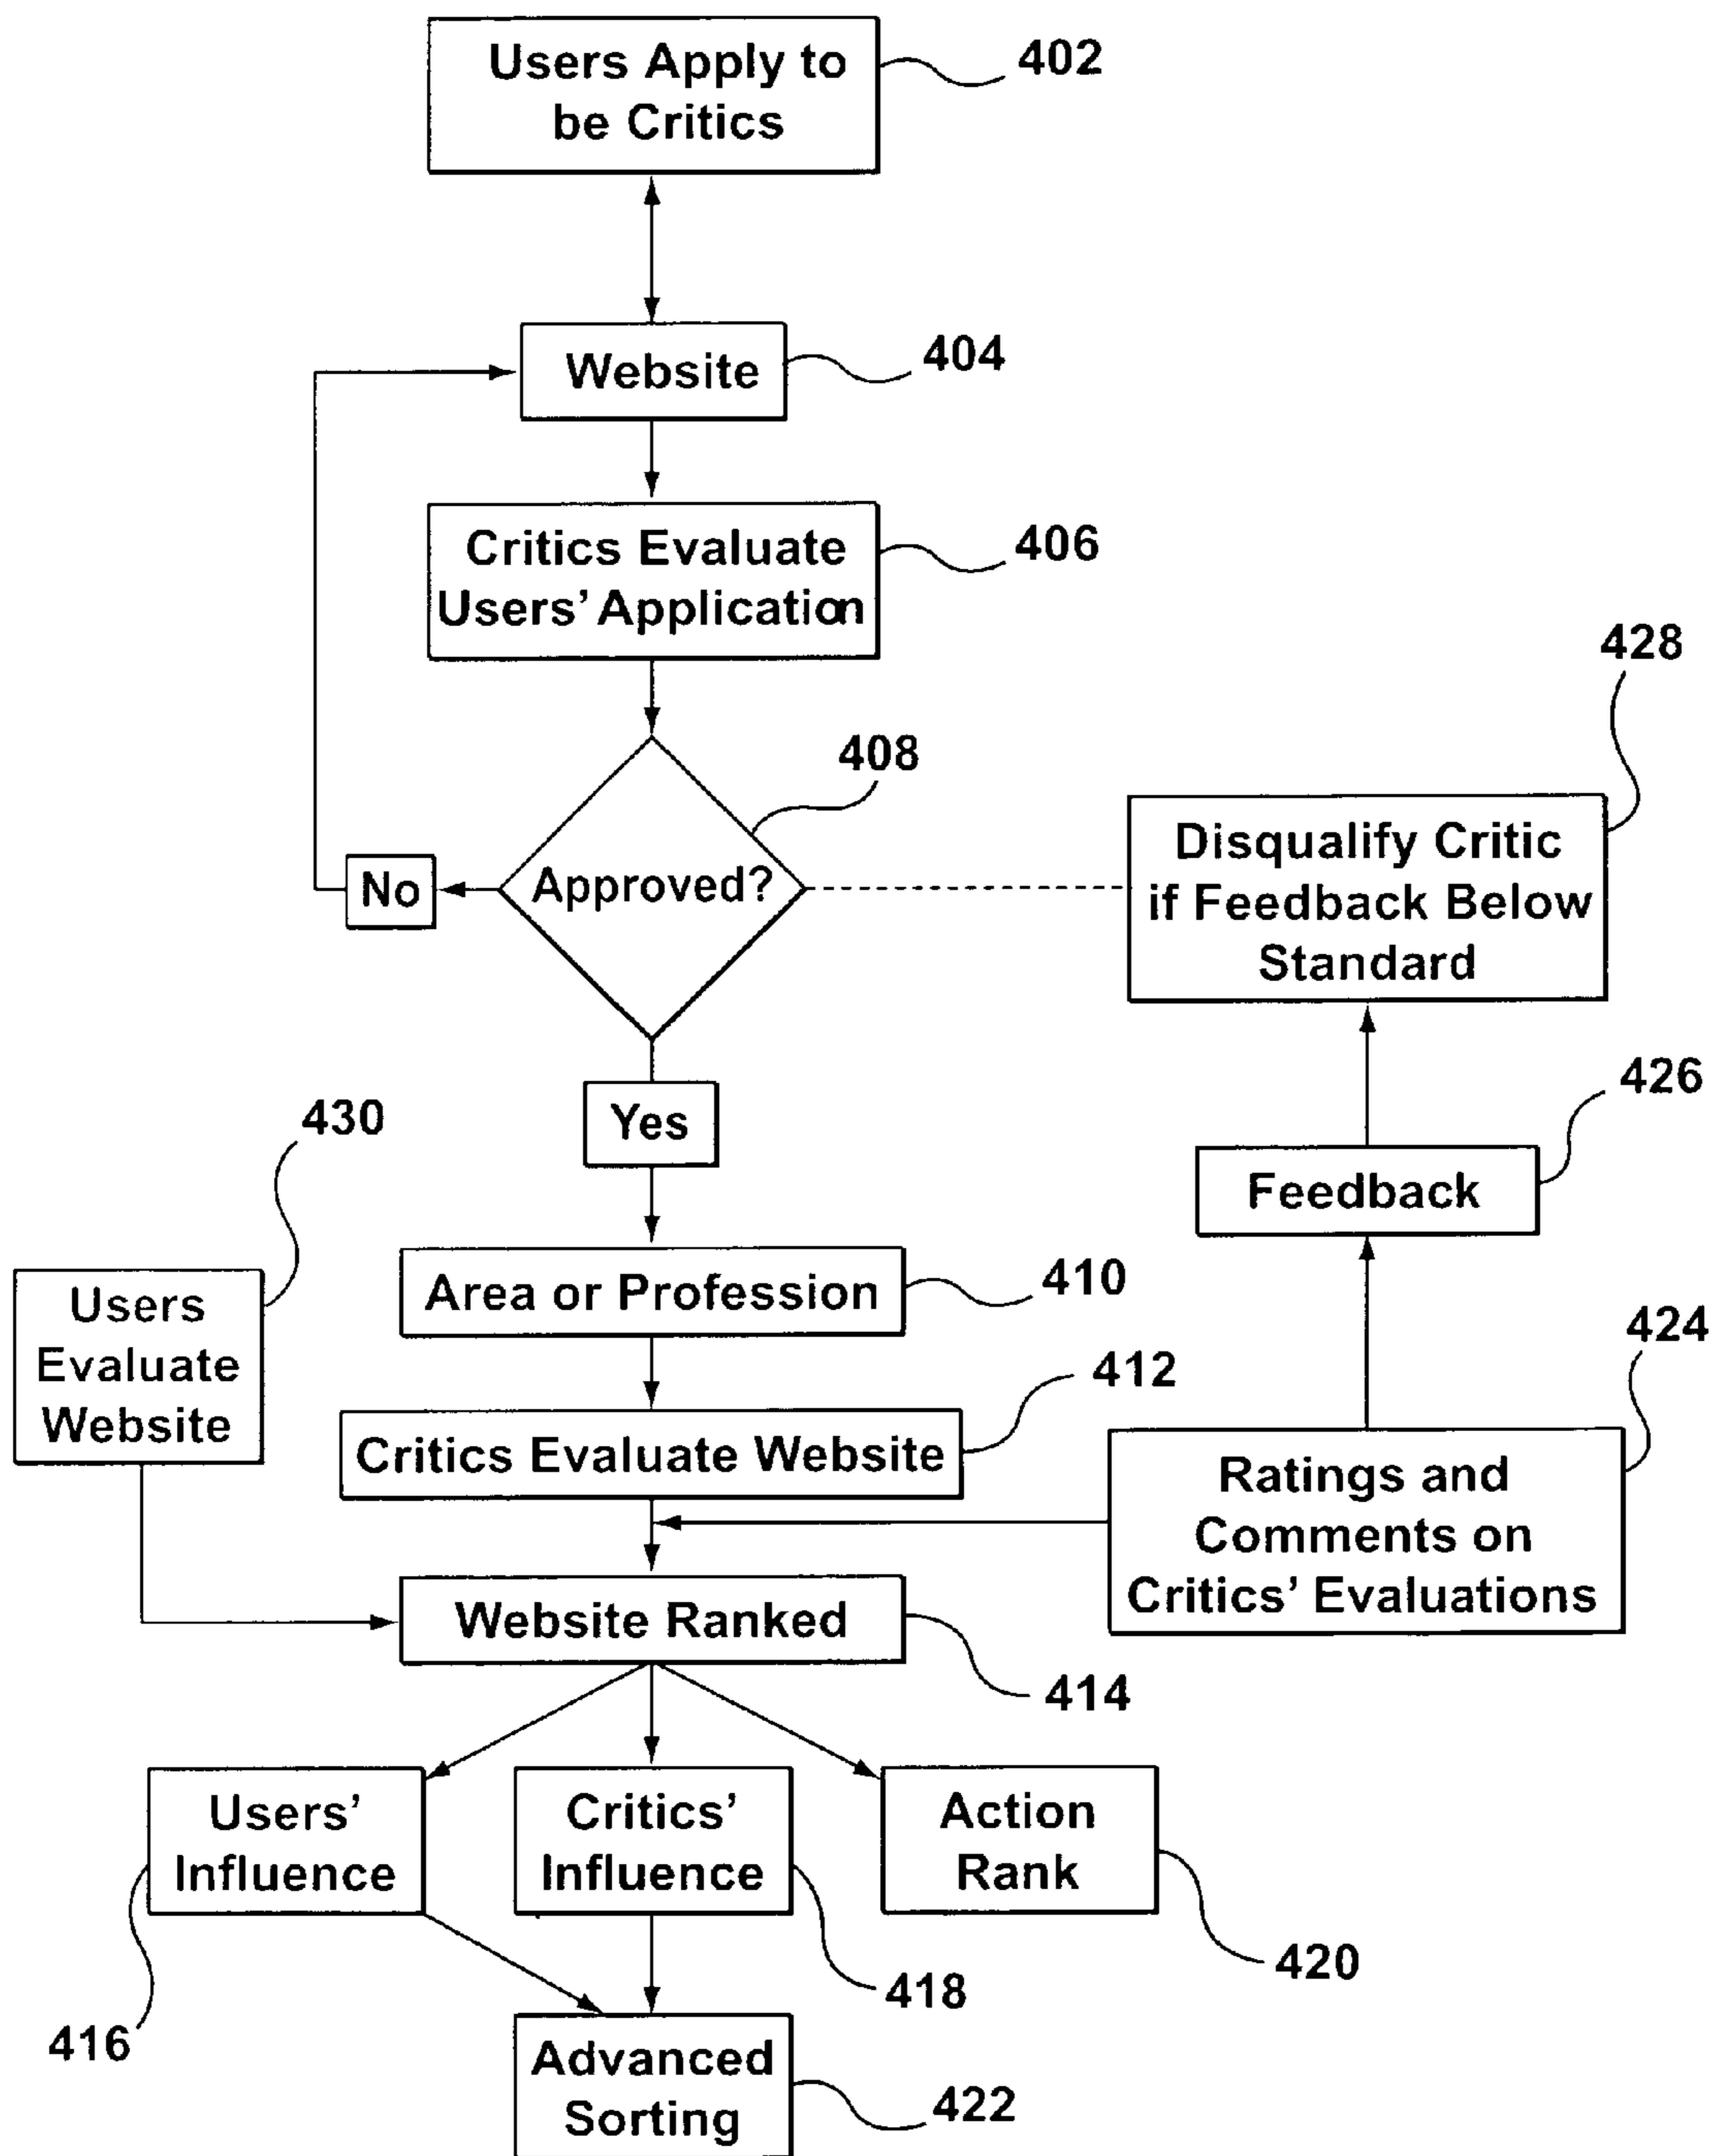 Users Apply to
be Critics
402
Website
404
Critics Evaluate
Users' Application
406
428
408
Disqualify Critic
if Feedback Below
Standard
No
Approved?
Yes
426
Feedback
430
Users
Evaluate
Website
Area or Profession
410
424
412
Critics Evaluate Website
Ratings and
Comments on
Critics' Evaluations
Website Ranked
414
Users'
Influence
Critics'
Influence
Action
Rank
416
418
420
Advanced
Sorting
422